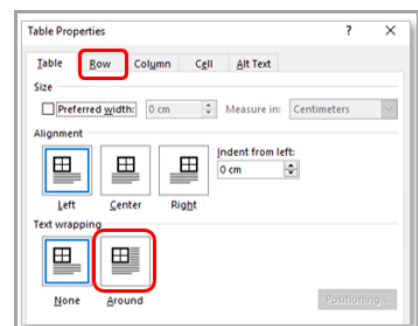 Table Properties ? X
Table Row Column Cell Alt Text
Size
Preferred width: 0 cm Measure in: Centimeters
Alignment
Indent from left:
0 cm
Left Center Right
Text wrapping
None Around
Positioning...